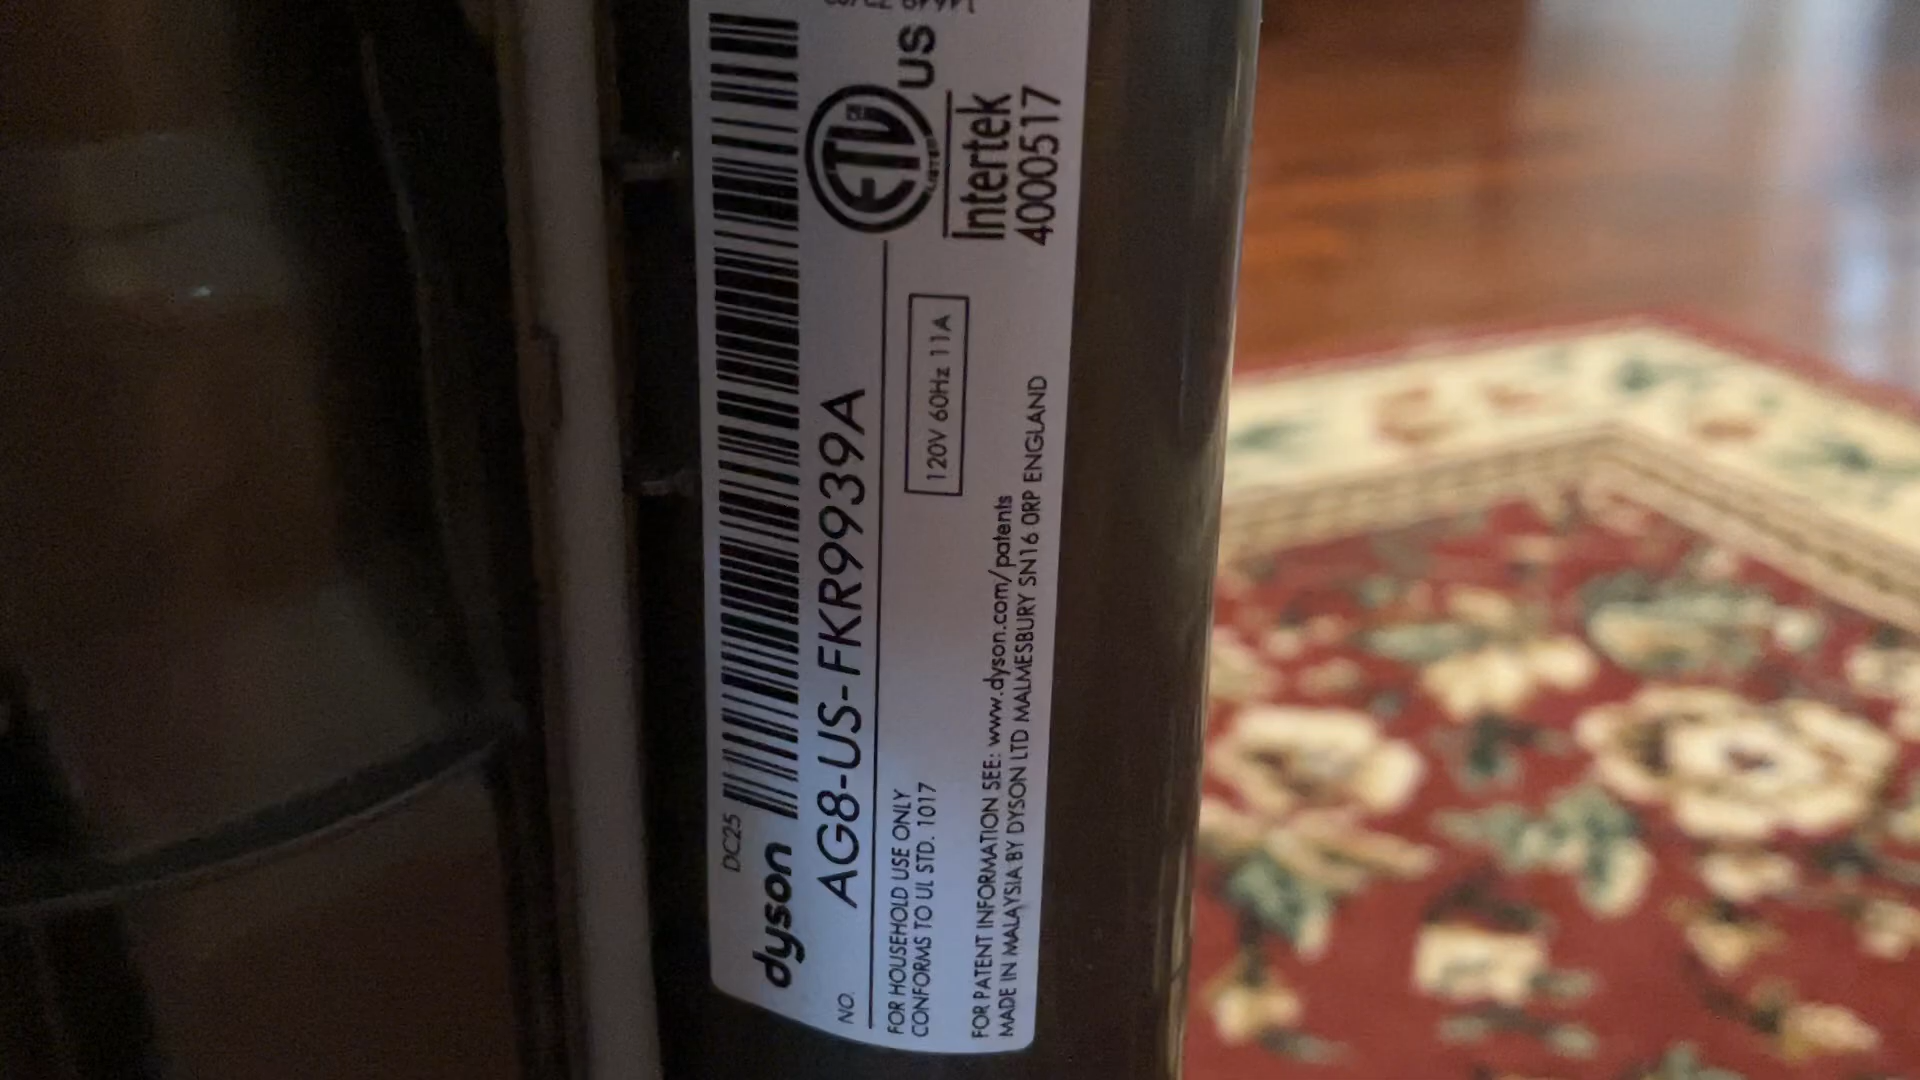 DC25
dyson
NO. AG8-US-FKR9939A
FOR HOUSEHOLD USE ONLY
CONFORMS TO UL STD. 1017
120V 60Hz 11A
ETL
CM
LISTED
US
Intertek
4000517
FOR PATENT INFORMATION SEE: www.dyson.com/patents
MADE IN MALAYSIA BY DYSON LTD MALMESBURY SN16 0RP ENGLAND